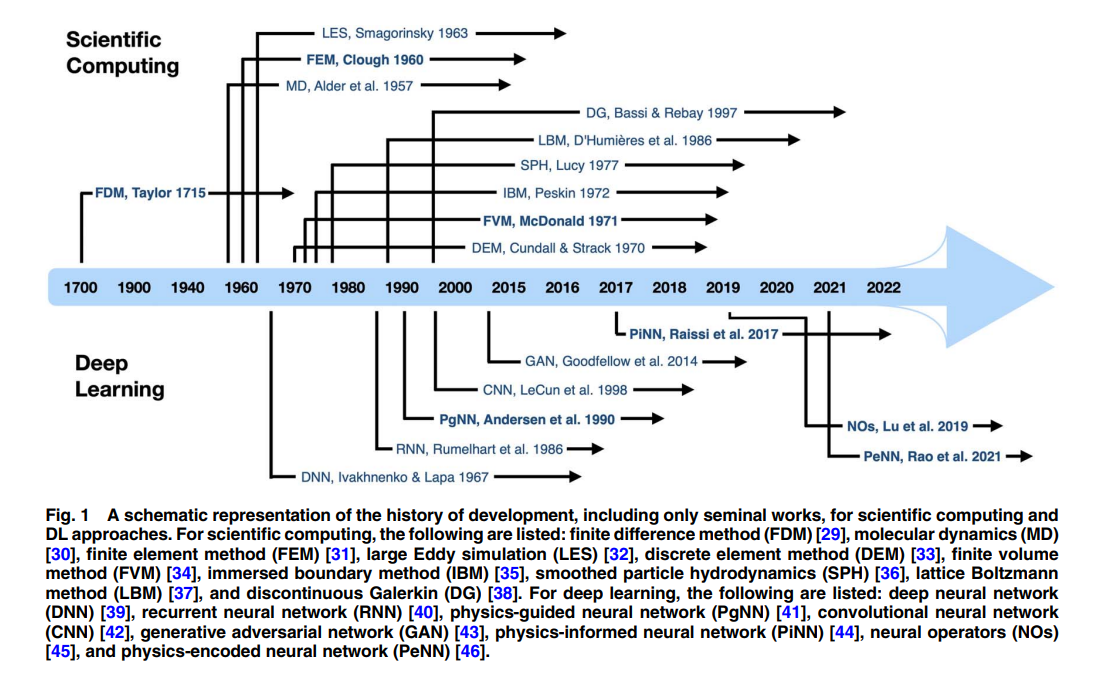 Scientific
Computing
LES, Smagorinsky 1963
FEM, Clough 1960
MD, Alder et al. 1957
DG, Bassi & Rebay 1997
LBM, D'Humières et al. 1986
SPH, Lucy 1977
FDM, Taylor 1715
IBM, Peskin 1972
FVM, McDonald 1971
DEM, Cundall & Strack 1970
1700 1900 1940 1960 1970 1980 1990 2000 2015 2016 2017 2018 2019 2020 2021 2022
Deep
Learning
PiNN, Raissi et al. 2017
GAN, Goodfellow et al. 2014
CNN, LeCun et al. 1998
PgNN, Andersen et al. 1990
NOs, Lu et al. 2019
RNN, Rumelhart et al. 1986
PeNN, Rao et al. 2021
DNN, Ivakhnenko & Lapa 1967
Fig. 1 A schematic representation of the history of development, including only seminal works, for scientific computing and
DL approaches. For scientific computing, the following are listed: finite difference method (FDM) [29], molecular dynamics (MD)
[30], finite element method (FEM) [31], large Eddy simulation (LES) [32], discrete element method (DEM) [33], finite volume
method (FVM) [34], immersed boundary method (IBM) [35], smoothed particle hydrodynamics (SPH) [36], lattice Boltzmann
method (LBM) [37], and discontinuous Galerkin (DG) [38]. For deep learning, the following are listed: deep neural network
(DNN) [39], recurrent neural network (RNN) [40], physics-guided neural network (PgNN) [41], convolutional neural network
(CNN) [42], generative adversarial network (GAN) [43], physics-informed neural network (PiNN) [44], neural operators (NOs)
[45], and physics-encoded neural network (PeNN) [46].